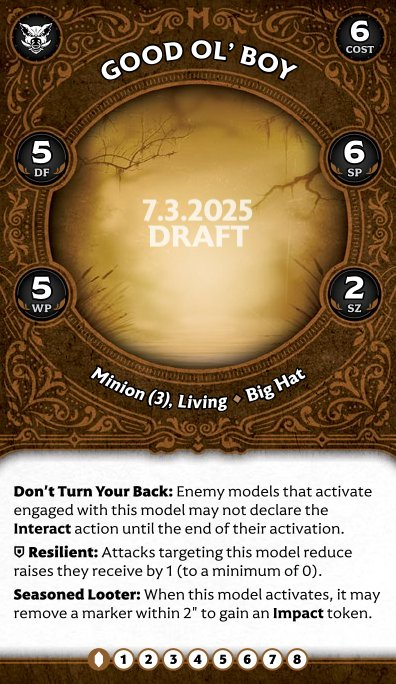 GOOD OL' BOY
6
COST
5
DF
6
SP
7.3.2025
DRAFT
5
WP
2
SZ
Minion (3), Living ◆ Big Hat
Don't Turn Your Back: Enemy models that activate
engaged with this model may not declare the
Interact action until the end of their activation.
Resilient: Attacks targeting this model reduce
raises they receive by 1 (to a minimum of 0).
Seasoned Looter: When this model activates, it may
remove a marker within 2" to gain an Impact token.
1 2 3 4 5 6 7 8